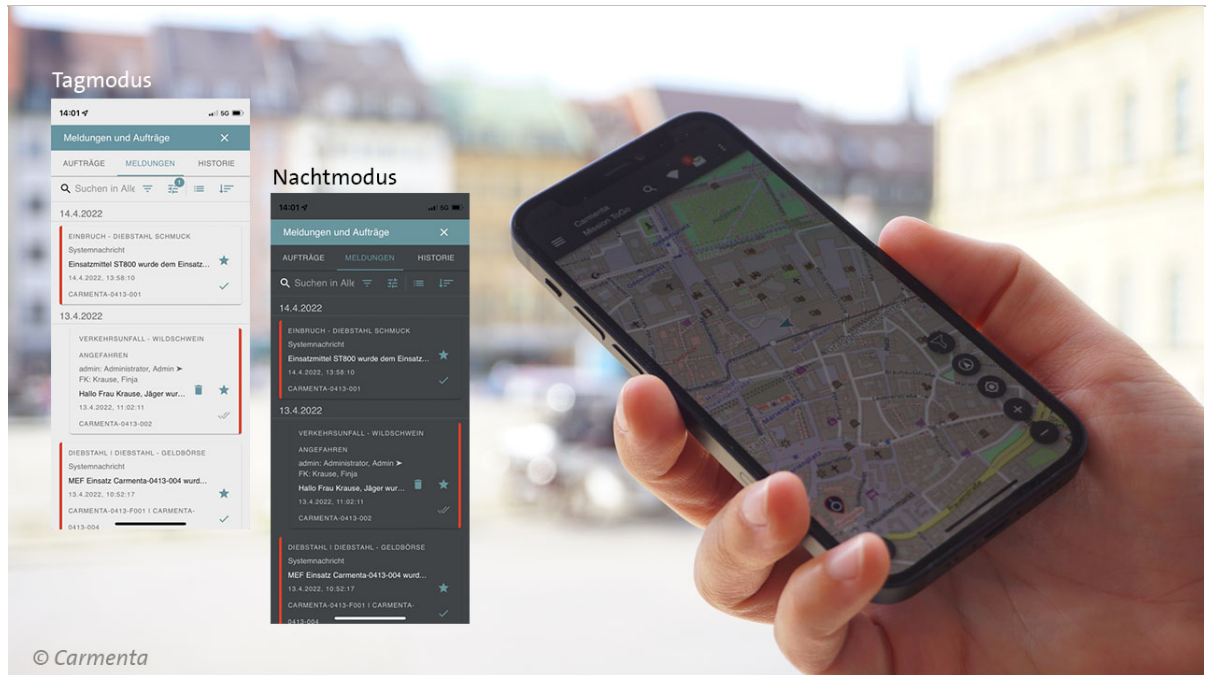 Tagmodus
14:01
5G
Meldungen und Aufträge
AUFTRÄGE MELDUNGEN HISTORIE
Suchen in Alle
1
14.4.2022
EINBRUCH - DIEBSTAHL SCHMUCK
Systemnachricht
Einsatzmittel ST800 wurde dem Einsatz...
14.4.2022, 13:58:10
CARMENTA-0413-001
13.4.2022
VERKEHRSUNFALL - WILDSCHWEIN
ANGEFAHREN
admin: Administrator, Admin ➤
FK: Krause, Finja
Hallo Frau Krause, Jäger wur...
13.4.2022, 11:02:11
CARMENTA-0413-002
DIEBSTAHL I DIEBSTAHL - GELDBÖRSE
Systemnachricht
MEF Einsatz Carmenta-0413-004 wurd...
13.4.2022, 10:52:17
CARMENTA-0413-F001 I CARMENTA-
0413-004
Nachtmodus
14:01
5G
Meldungen und Aufträge
AUFTRÄGE MELDUNGEN HISTORIE
Suchen in Alle
14.4.2022
EINBRUCH - DIEBSTAHL SCHMUCK
Systemnachricht
Einsatzmittel ST800 wurde dem Einsatz...
14.4.2022, 13:58:10
CARMENTA-0413-001
13.4.2022
VERKEHRSUNFALL - WILDSCHWEIN
ANGEFAHREN
admin: Administrator, Admin ➤
FK: Krause, Finja
Hallo Frau Krause, Jäger wur...
13.4.2022, 11:02:11
CARMENTA-0413-002
DIEBSTAHL I DIEBSTAHL - GELDBÖRSE
Systemnachricht
MEF Einsatz Carmenta-0413-004 wurd...
13.4.2022, 10:52:17
CARMENTA-0413-F001 I CARMENTA-
0413-004
Carmenta
Mission ToGo
© Carmenta